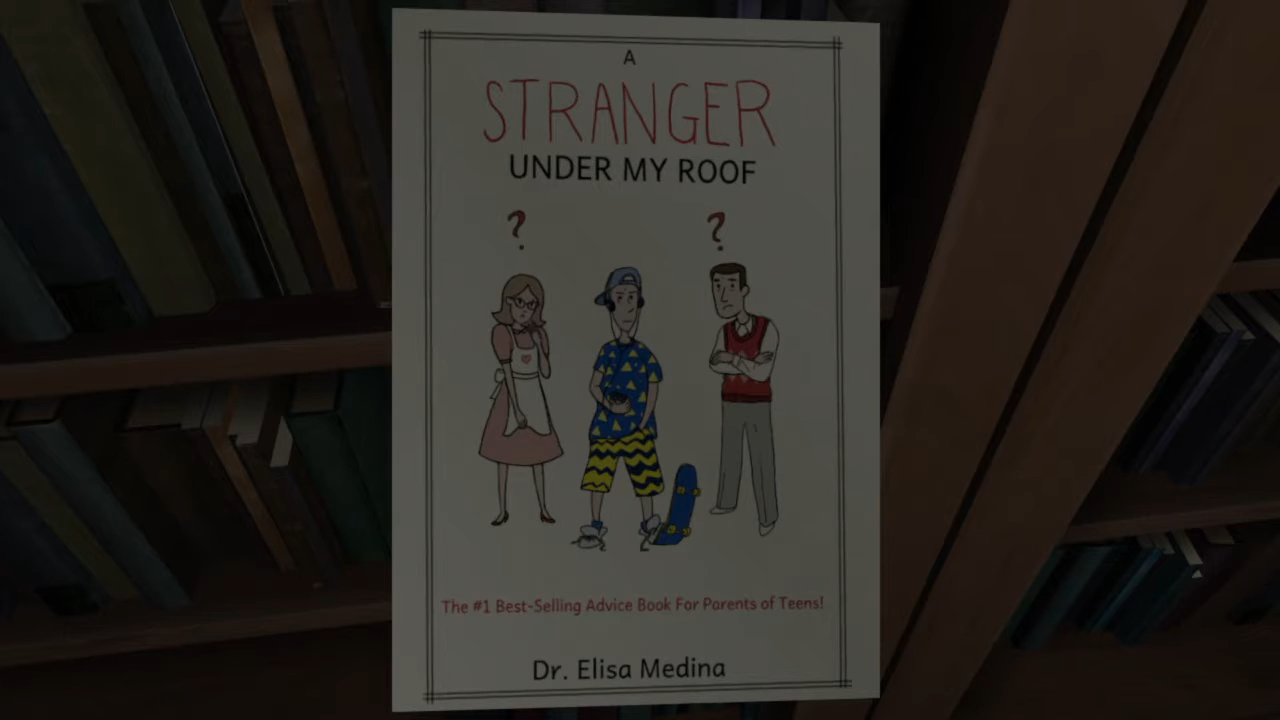 A
STRANGER
UNDER MY ROOF
? ?
The #1 Best-Selling Advice Book For Parents of Teens!
Dr. Elisa Medina